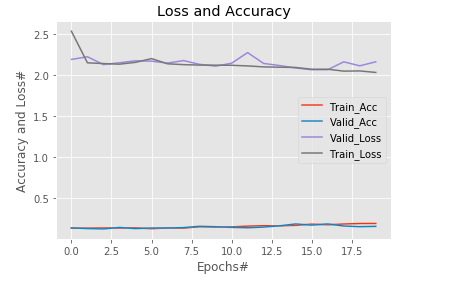 Loss and Accuracy
Accuracy and Loss#
2.5
2.0
1.5
1.0
0.5
Train_Acc
Valid_Acc
Valid_Loss
Train_Loss
0.0 2.5 5.0 7.5 10.0 12.5 15.0 17.5
Epochs#